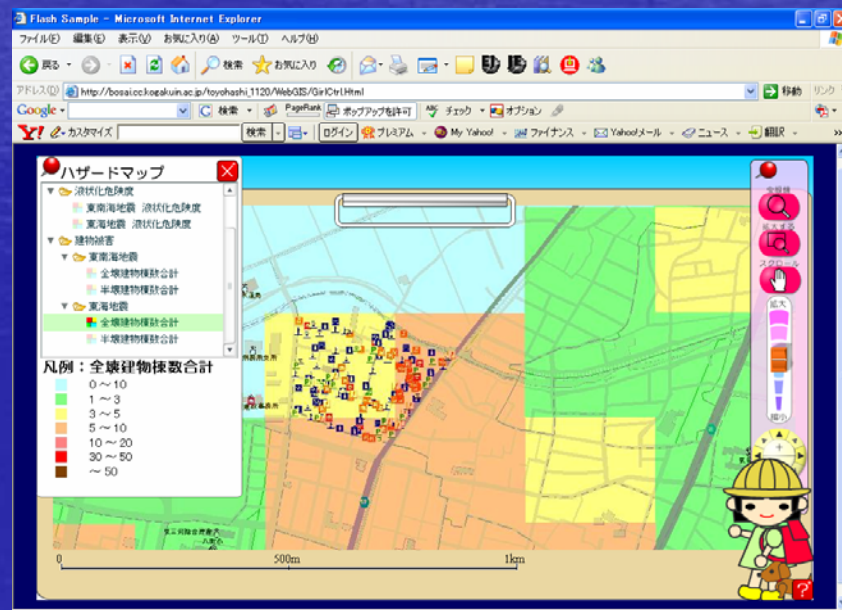 Flash Sample - Microsoft Internet Explorer
ファイル(F) 編集(E) 表示(V) お気に入り(A) ツール(T) ヘルプ(H)
戻る 検索 お気に入り
アドレス(D) http://bosai.cc.kogakuin.ac.jp/toyohashi_1120/WebGIS/GirlCtrl.Html 移動 リンク
Google 検索 PageRank ポップアップを許可 チェック オプション
Y! カスタマイズ 検索 ログイン プレミアム My Yahoo! ファイナンス Yahoo!メール ニュース 翻訳
ハザードマップ
液状化危険度
東南海地震 液状化危険度
東海地震 液状化危険度
建物被害
東南海地震
全壊建物棟数合計
半壊建物棟数合計
東海地震
全壊建物棟数合計
半壊建物棟数合計
凡例：全壊建物棟数合計
0～10
1～3
3～5
5～10
10～20
30～50
～50
拡大する
スクロール
拡大
縮小
0 500m 1km
?